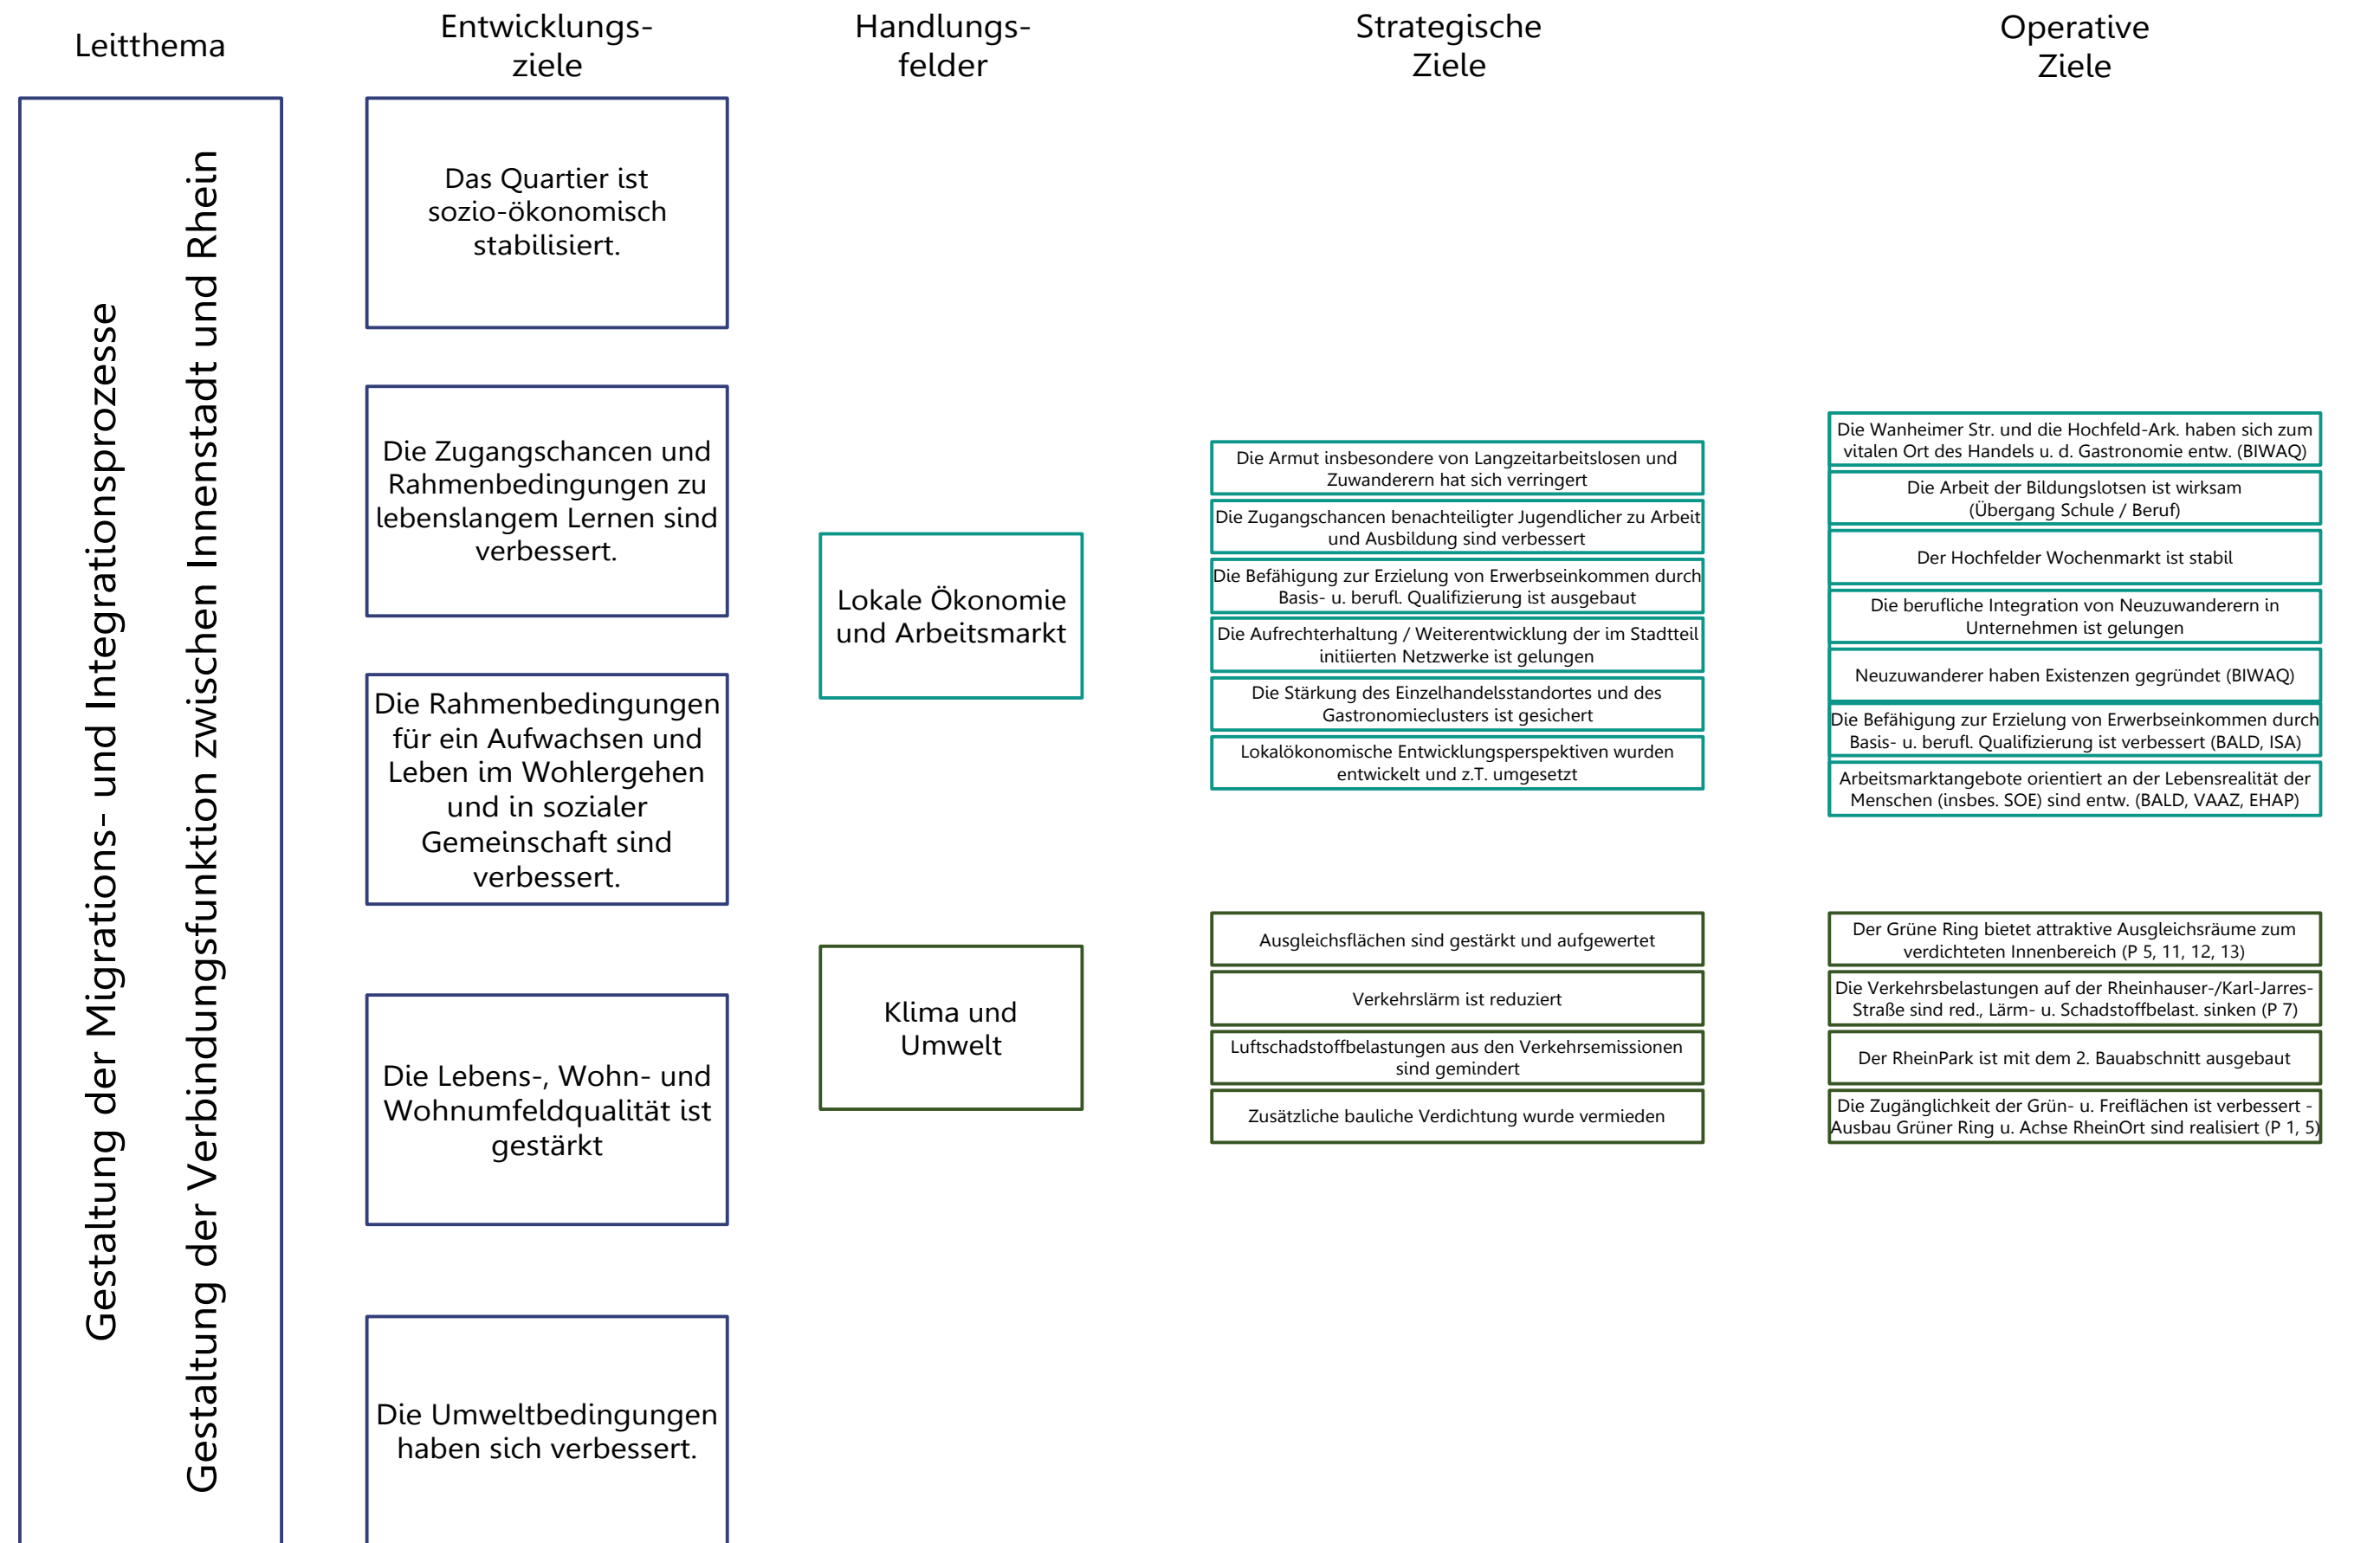 Leitthema
Entwicklungs-
ziele
Handlungs-
felder
Strategische
Ziele
Operative
Ziele
Gestaltung der Migrations- und Integrationsprozesse
Gestaltung der Verbindungsfunktion zwischen Innenstadt und Rhein
Das Quartier ist
sozio-ökonomisch
stabilisiert.
Die Zugangschancen und
Rahmenbedingungen zu
lebenslangem Lernen sind
verbessert.
Die Rahmenbedingungen
für ein Aufwachsen und
Leben im Wohlergehen
und in sozialer
Gemeinschaft sind
verbessert.
Die Lebens-, Wohn- und
Wohnumfeldqualität ist
gestärkt
Die Umweltbedingungen
haben sich verbessert.
Lokale Ökonomie
und Arbeitsmarkt
Klima und
Umwelt
Die Armut insbesondere von Langzeitarbeitslosen und
Zuwanderern hat sich verringert
Die Zugangschancen benachteiligter Jugendlicher zu Arbeit
und Ausbildung sind verbessert
Die Befähigung zur Erzielung von Erwerbseinkommen durch
Basis- u. berufl. Qualifizierung ist ausgebaut
Die Aufrechterhaltung / Weiterentwicklung der im Stadtteil
initiierten Netzwerke ist gelungen
Die Stärkung des Einzelhandelsstandortes und des
Gastronomieclusters ist gesichert
Lokalökonomische Entwicklungsperspektiven wurden
entwickelt und z.T. umgesetzt
Ausgleichsflächen sind gestärkt und aufgewertet
Verkehrslärm ist reduziert
Luftschadstoffbelastungen aus den Verkehrsemissionen
sind gemindert
Zusätzliche bauliche Verdichtung wurde vermieden
Die Wanheimer Str. und die Hochfeld-Ark. haben sich zum
vitalen Ort des Handels u. d. Gastronomie entw. (BIWAQ)
Die Arbeit der Bildungslotsen ist wirksam
(Übergang Schule / Beruf)
Der Hochfelder Wochenmarkt ist stabil
Die berufliche Integration von Neuzuwanderern in
Unternehmen ist gelungen
Neuzuwanderer haben Existenzen gegründet (BIWAQ)
Die Befähigung zur Erzielung von Erwerbseinkommen durch
Basis- u. berufl. Qualifizierung ist verbessert (BALD, ISA)
Arbeitsmarktangebote orientiert an der Lebensrealität der
Menschen (insbes. SOE) sind entw. (BALD, VAAZ, EHAP)
Der Grüne Ring bietet attraktive Ausgleichsräume zum
verdichteten Innenbereich (P 5, 11, 12, 13)
Die Verkehrsbelastungen auf der Rheinhauser-/Karl-Jarres-
Straße sind red., Lärm- u. Schadstoffbelast. sinken (P 7)
Der RheinPark ist mit dem 2. Bauabschnitt ausgebaut
Die Zugänglichkeit der Grün- u. Freiflächen ist verbessert -
Ausbau Grüner Ring u. Achse RheinOrt sind realisiert (P 1, 5)